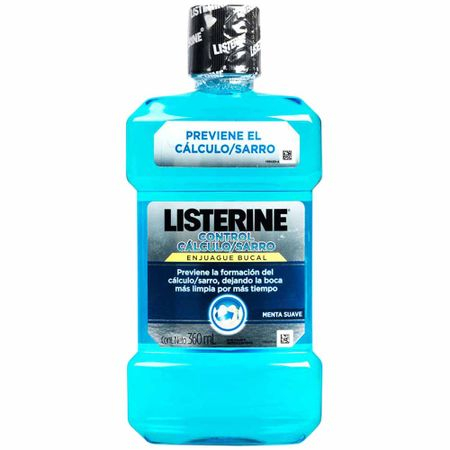 PREVIENE EL
CÁLCULO/SARRO
LISTERINE
CONTROL
CÁLCULO/SARRO
ENJUAGUE BUCAL
Previene la formación del
cálculo/sarro, dejando la boca
más limpia por más tiempo
MENTA SUAVE
Cont. Neto 360 mL